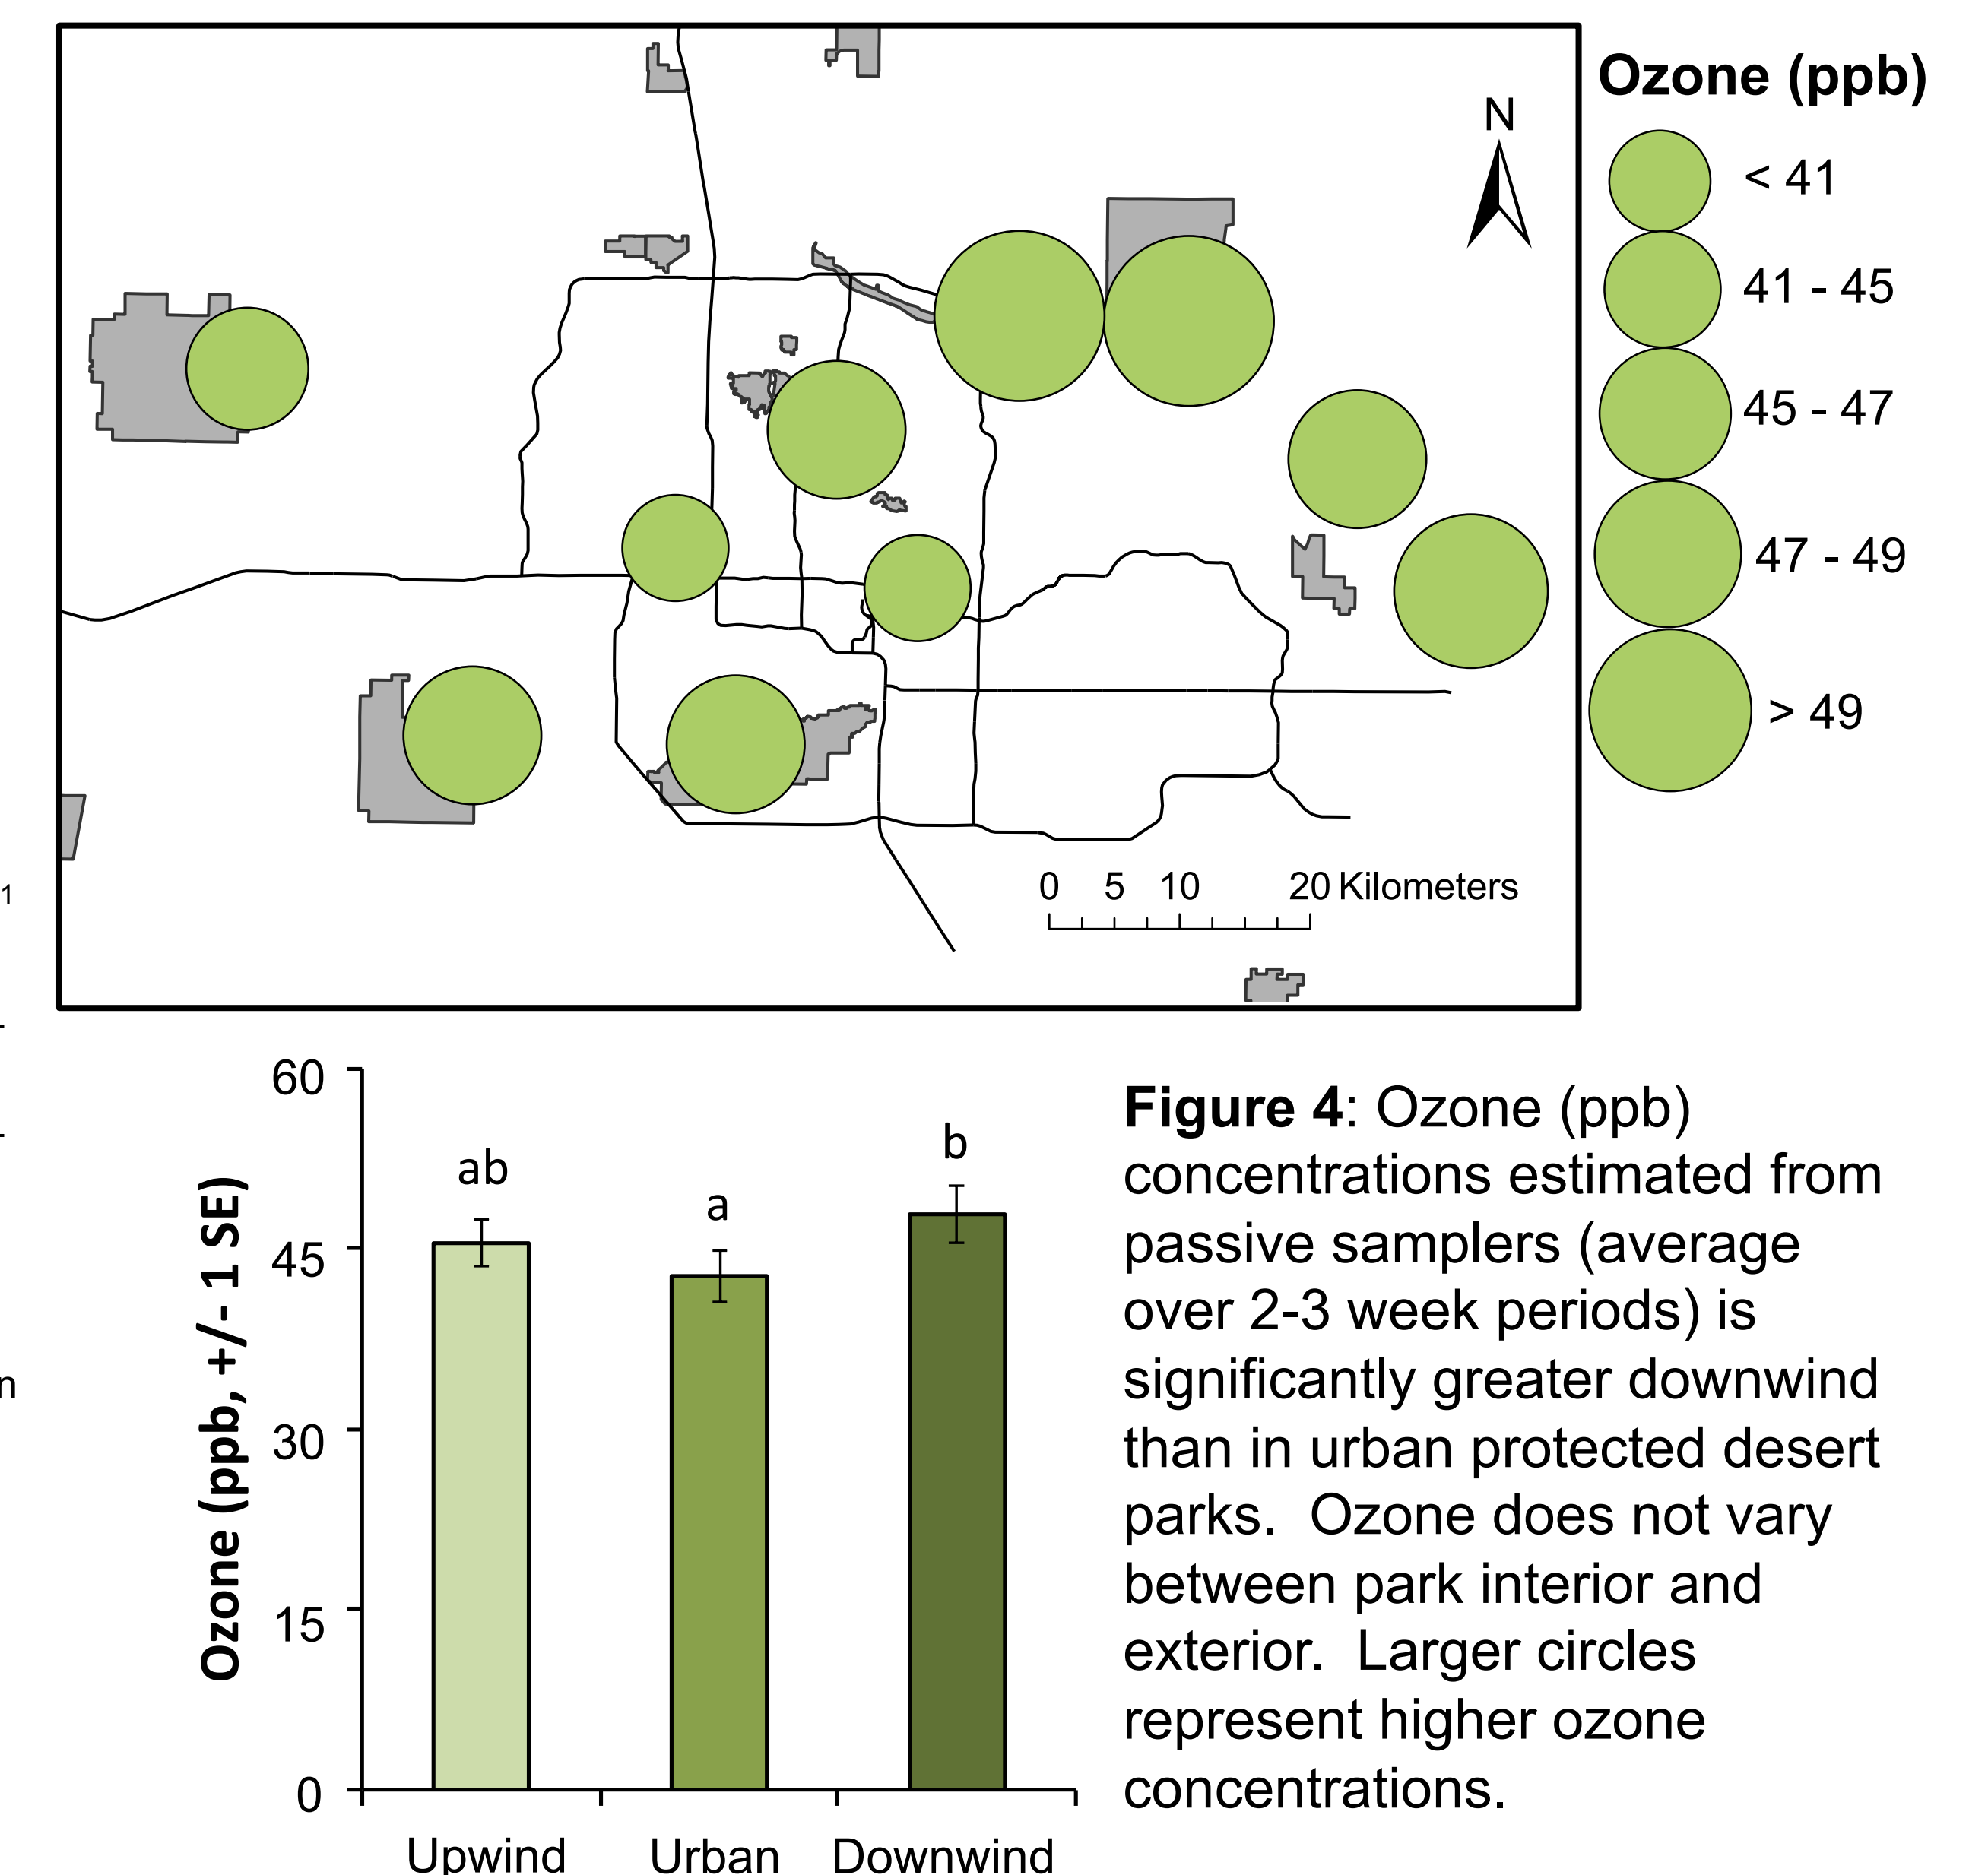 Ozone (ppb)
N
< 41
41 - 45
45 - 47
47 - 49
> 49
0 5 10 20 Kilometers
1
n
60
45
30
15
0
Ozone (ppb, +/- 1 SE)
ab
a
b
Upwind Urban Downwind
Figure 4: Ozone (ppb)
concentrations estimated from
passive samplers (average
over 2-3 week periods) is
significantly greater downwind
than in urban protected desert
parks. Ozone does not vary
between park interior and
exterior. Larger circles
represent higher ozone
concentrations.